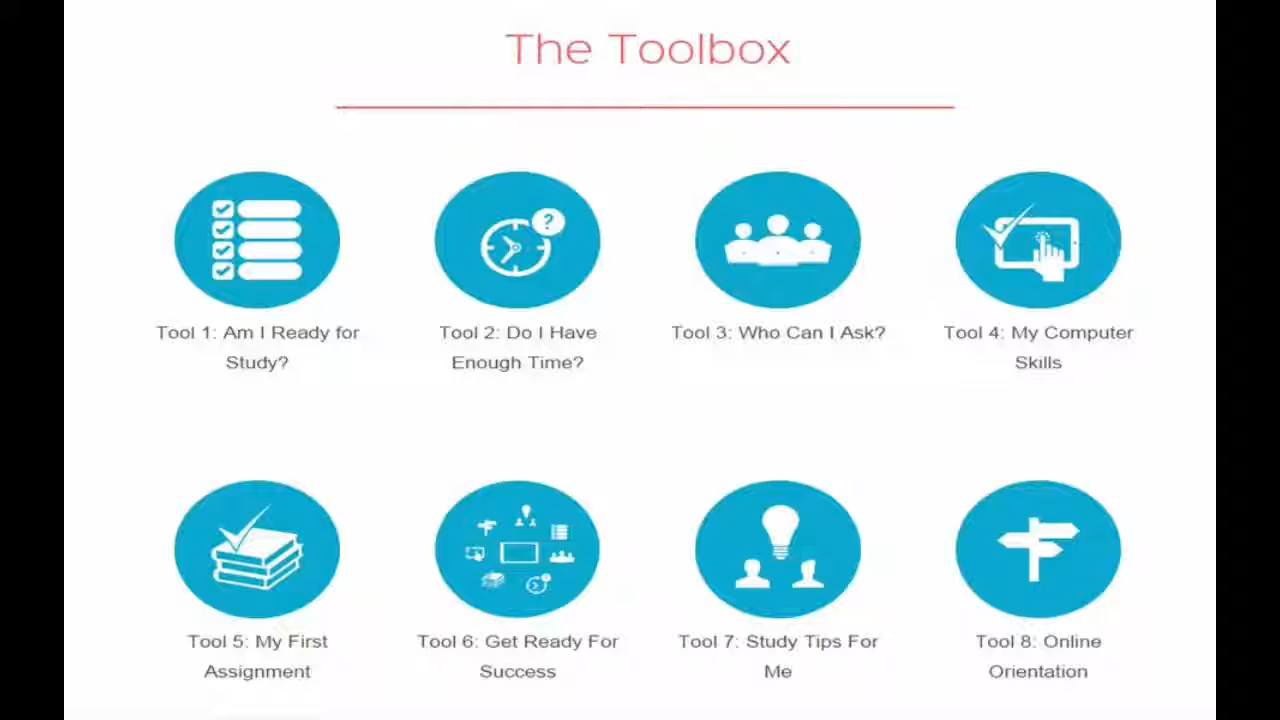 The Toolbox
?
Tool 1: Am I Ready for
Study?
Tool 2: Do I Have
Enough Time?
Tool 3: Who Can I Ask?
Tool 4: My Computer
Skills
Tool 5: My First
Assignment
Tool 6: Get Ready For
Success
Tool 7: Study Tips For
Me
Tool 8: Online
Orientation